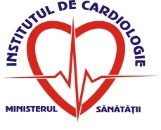 INSTITUTUL DE CARDIOLOGIE
MINISTERUL SĂNĂTĂȚII